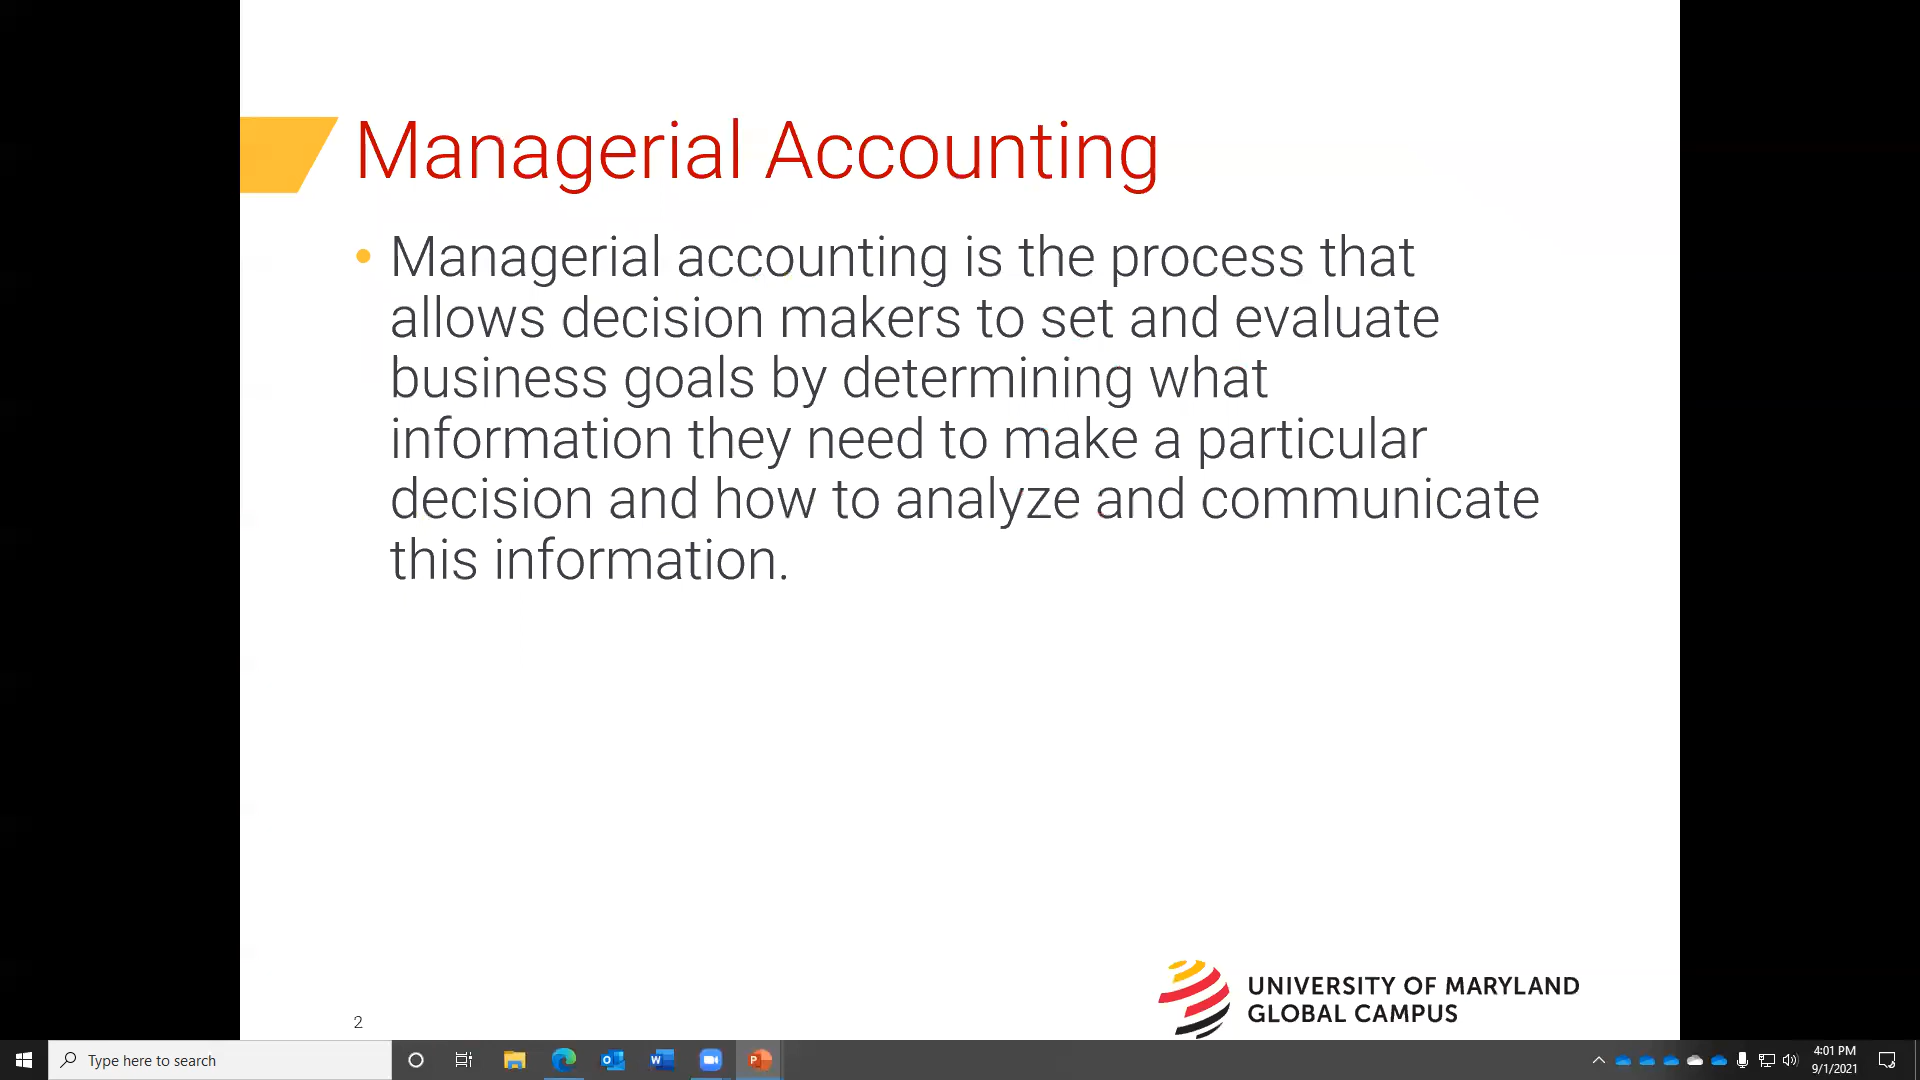 Managerial Accounting
• Managerial accounting is the process that
allows decision makers to set and evaluate
business goals by determining what
information they need to make a particular
decision and how to analyze and communicate
this information.
UNIVERSITY OF MARYLAND
GLOBAL CAMPUS
2
Type here to search
4:01 PM
9/1/2021